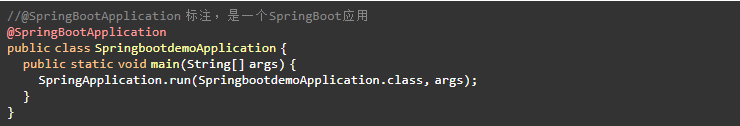 //@SpringBootApplication 标注，是一个SpringBoot应用
@SpringBootApplication
public class SpringbootdemoApplication {
  public static void main(String[] args) {
    SpringApplication.run(SpringbootdemoApplication.class, args);
  }
}